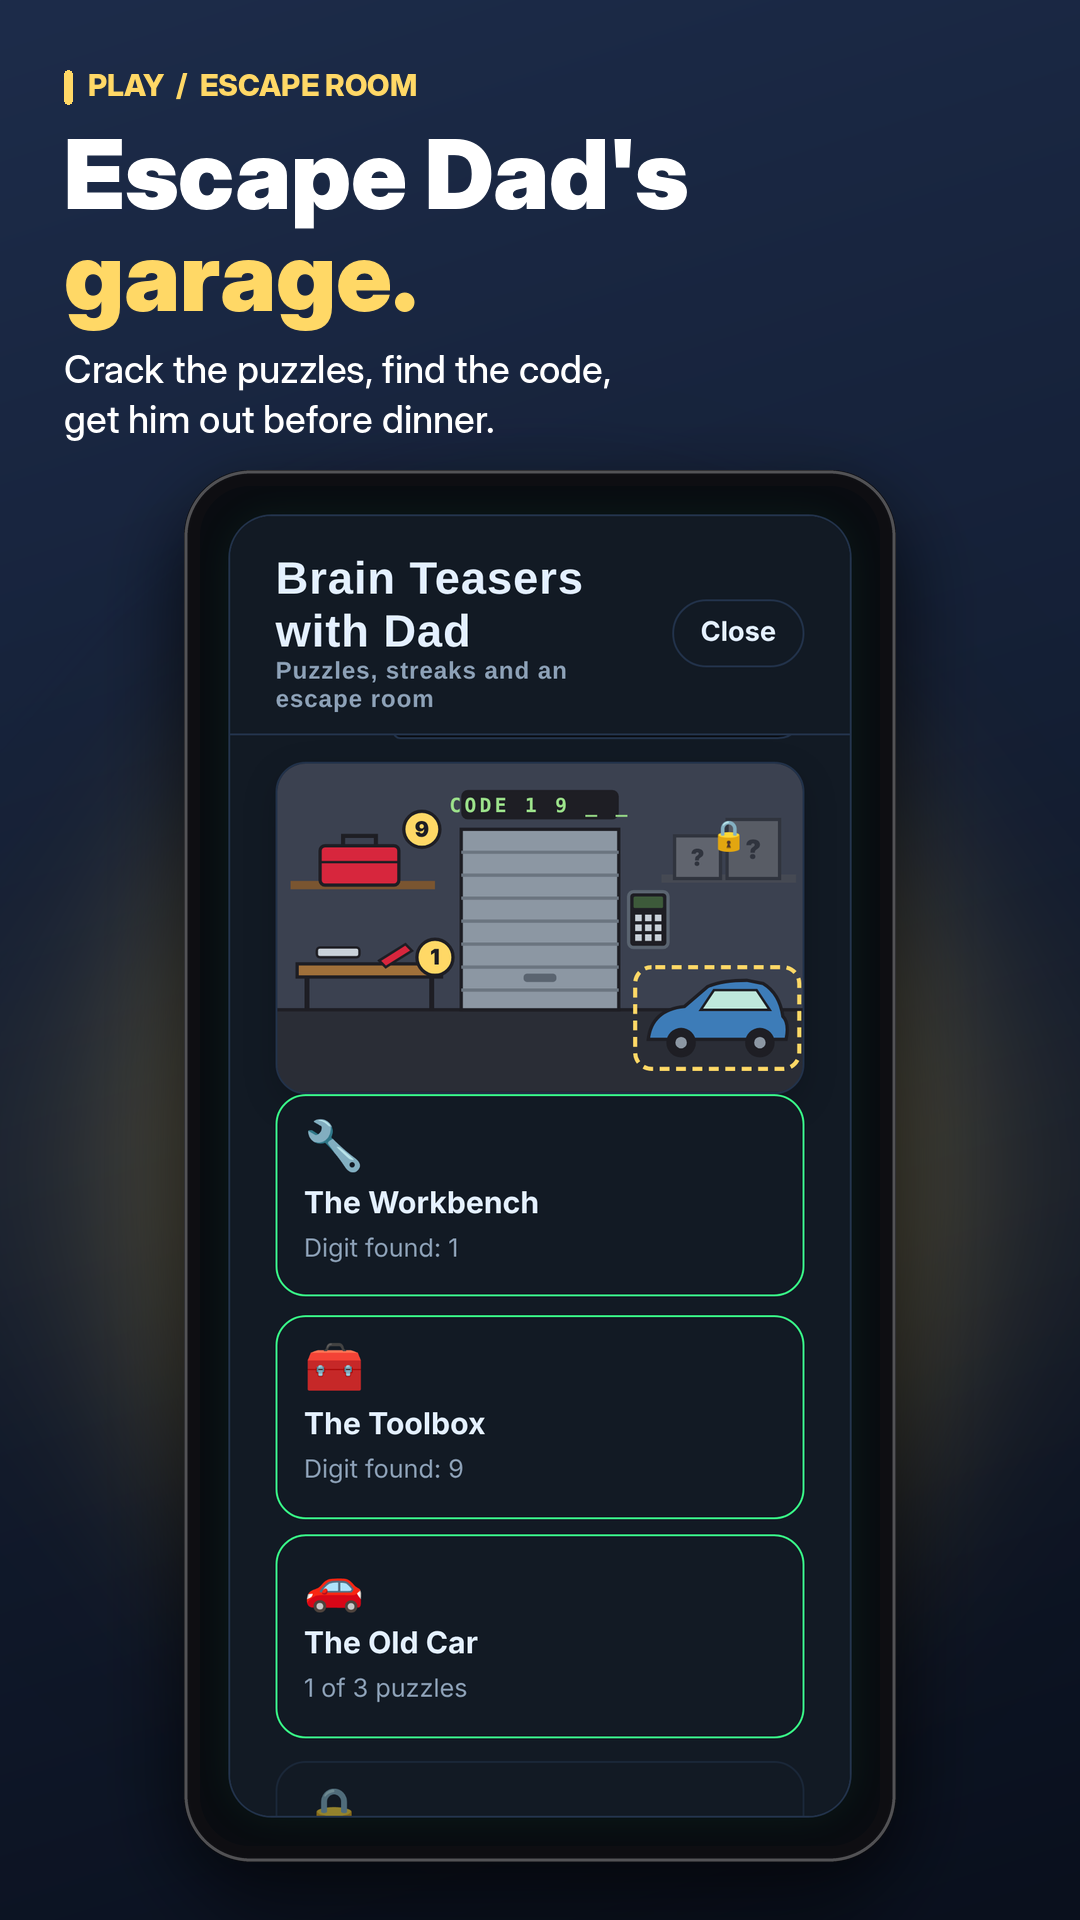 PLAY / ESCAPE ROOM
Escape Dad's
garage.
Crack the puzzles, find the code,
get him out before dinner.
Brain Teasers
with Dad
Puzzles, streaks and an
escape room
Close
CODE 1 9 _ _
9
? ?
1
The Workbench
Digit found: 1
The Toolbox
Digit found: 9
The Old Car
1 of 3 puzzles